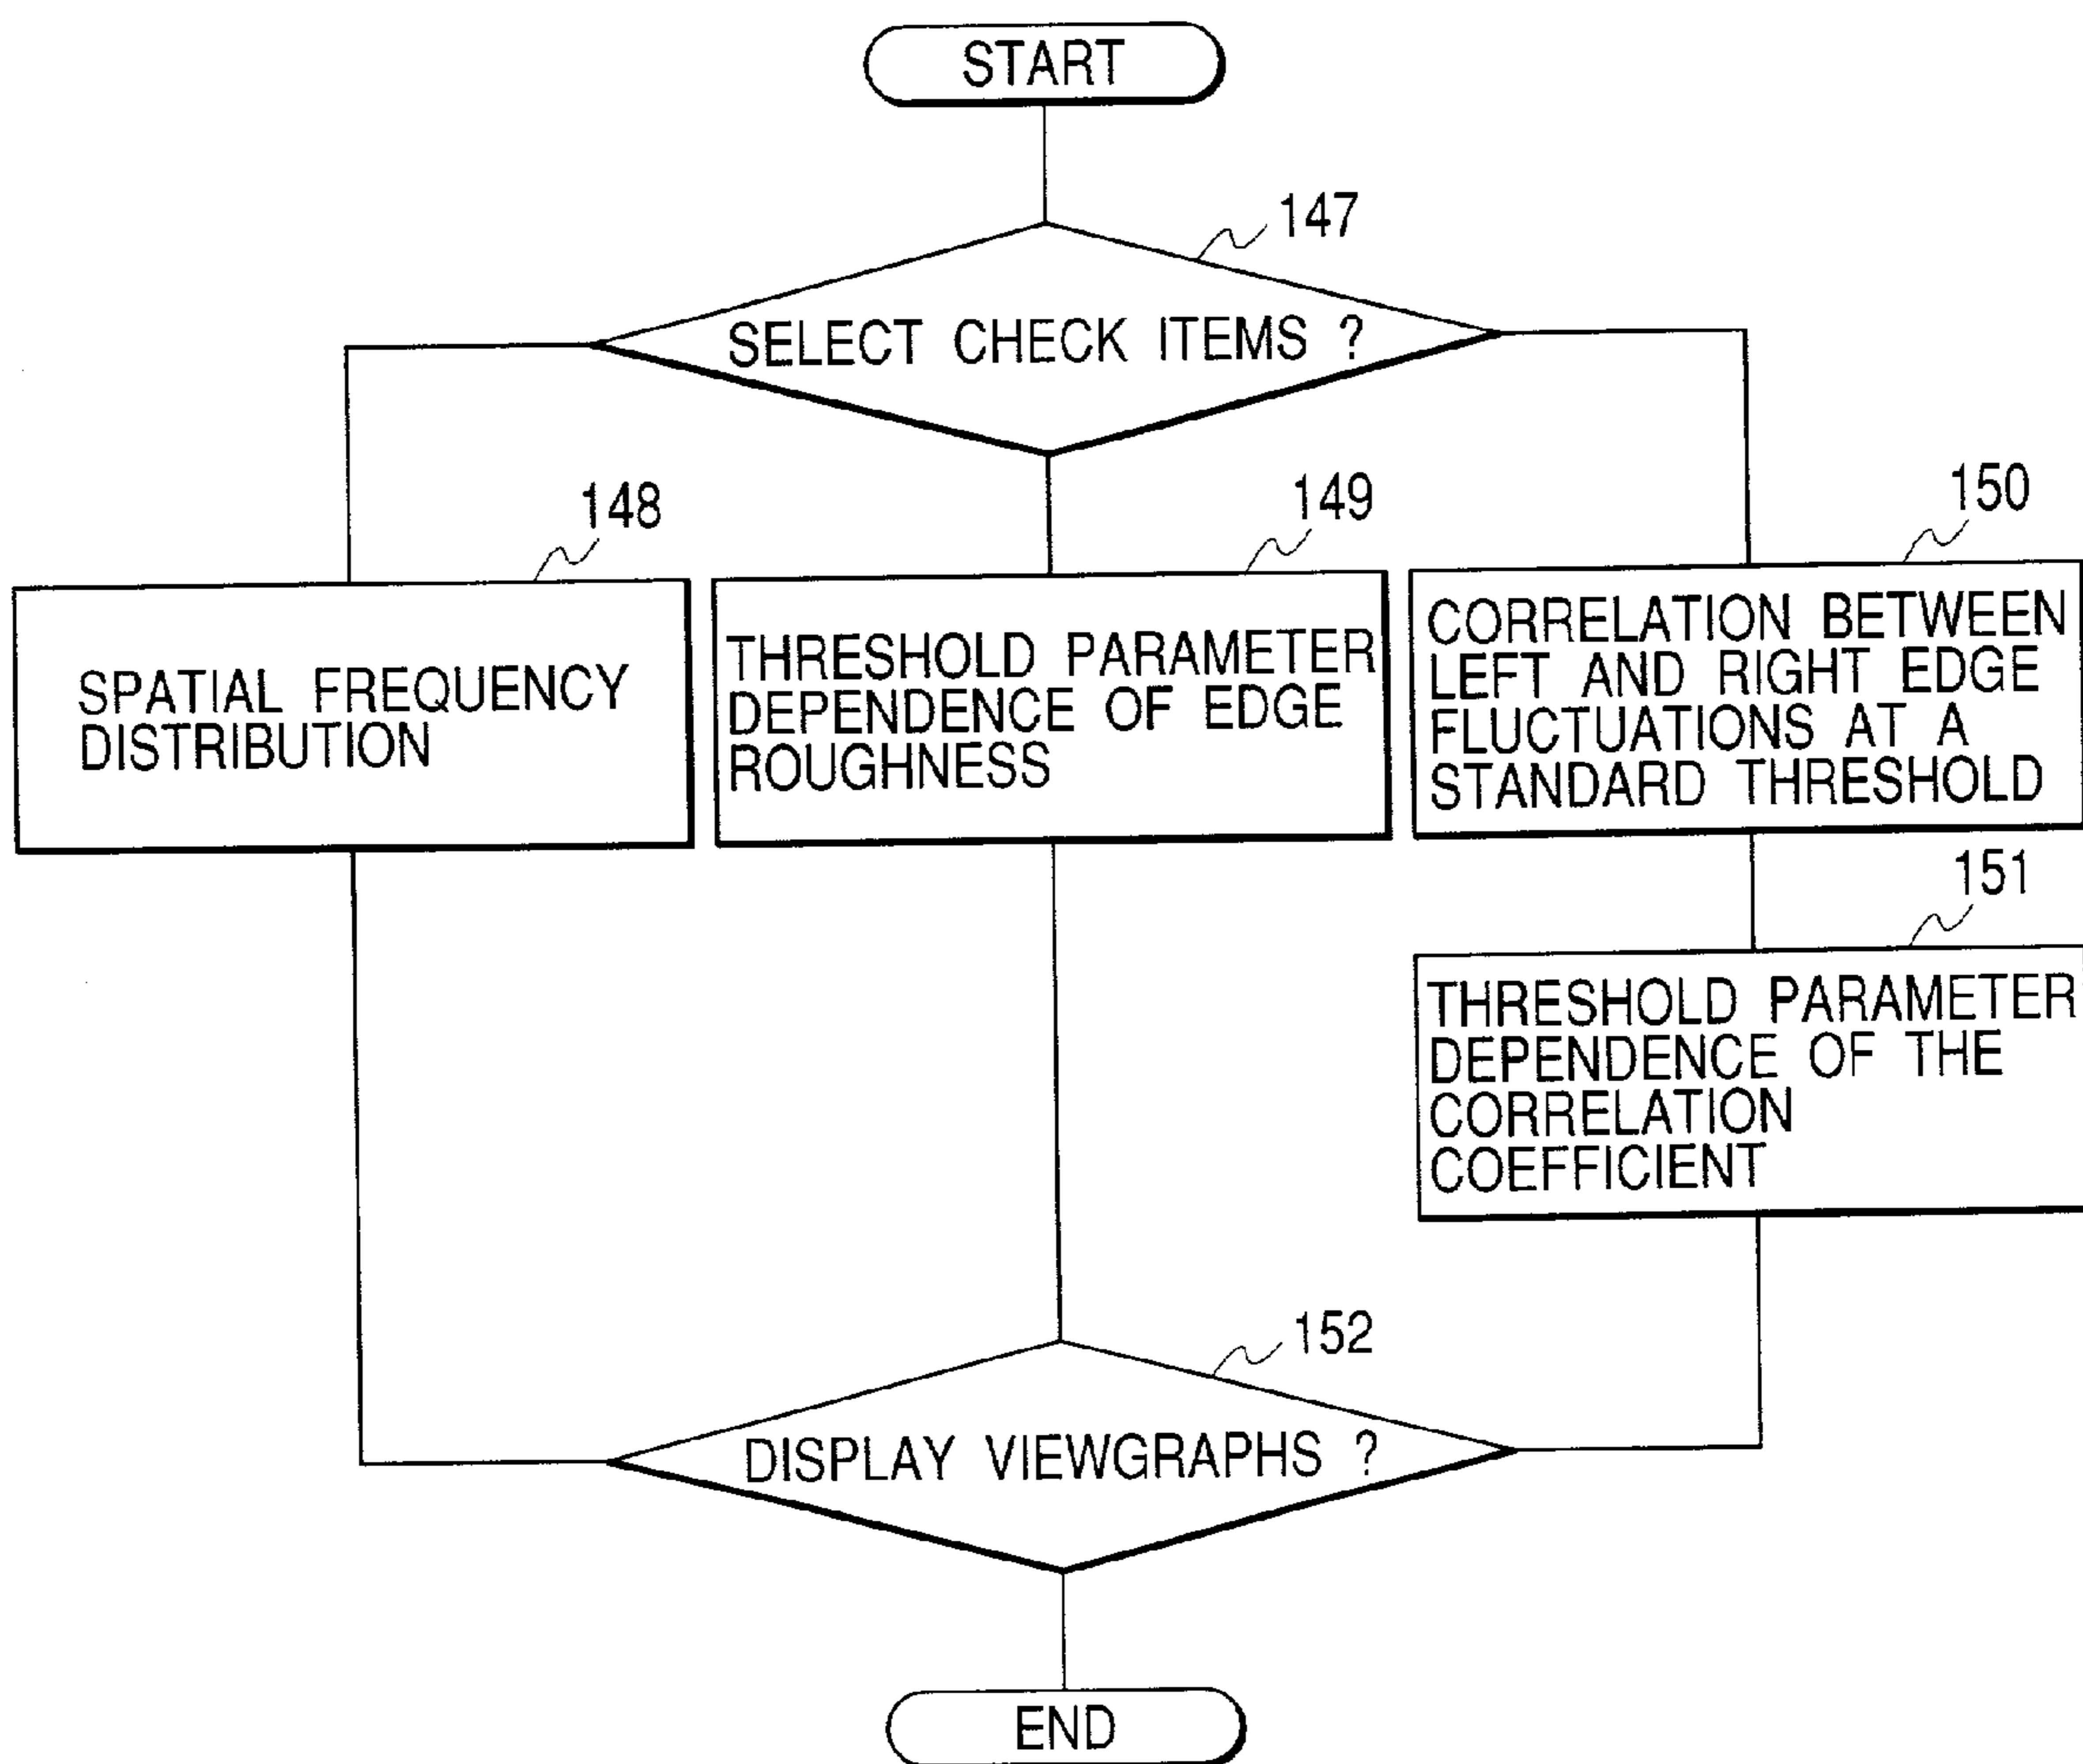 START
147
SELECT CHECK ITEMS ?
148
149
150
SPATIAL FREQUENCY
DISTRIBUTION
THRESHOLD PARAMETER
DEPENDENCE OF EDGE
ROUGHNESS
CORRELATION BETWEEN
LEFT AND RIGHT EDGE
FLUCTUATIONS AT A
STANDARD THRESHOLD
151
THRESHOLD PARAMETER
DEPENDENCE OF THE
CORRELATION
COEFFICIENT
152
DISPLAY VIEWGRAPHS ?
END